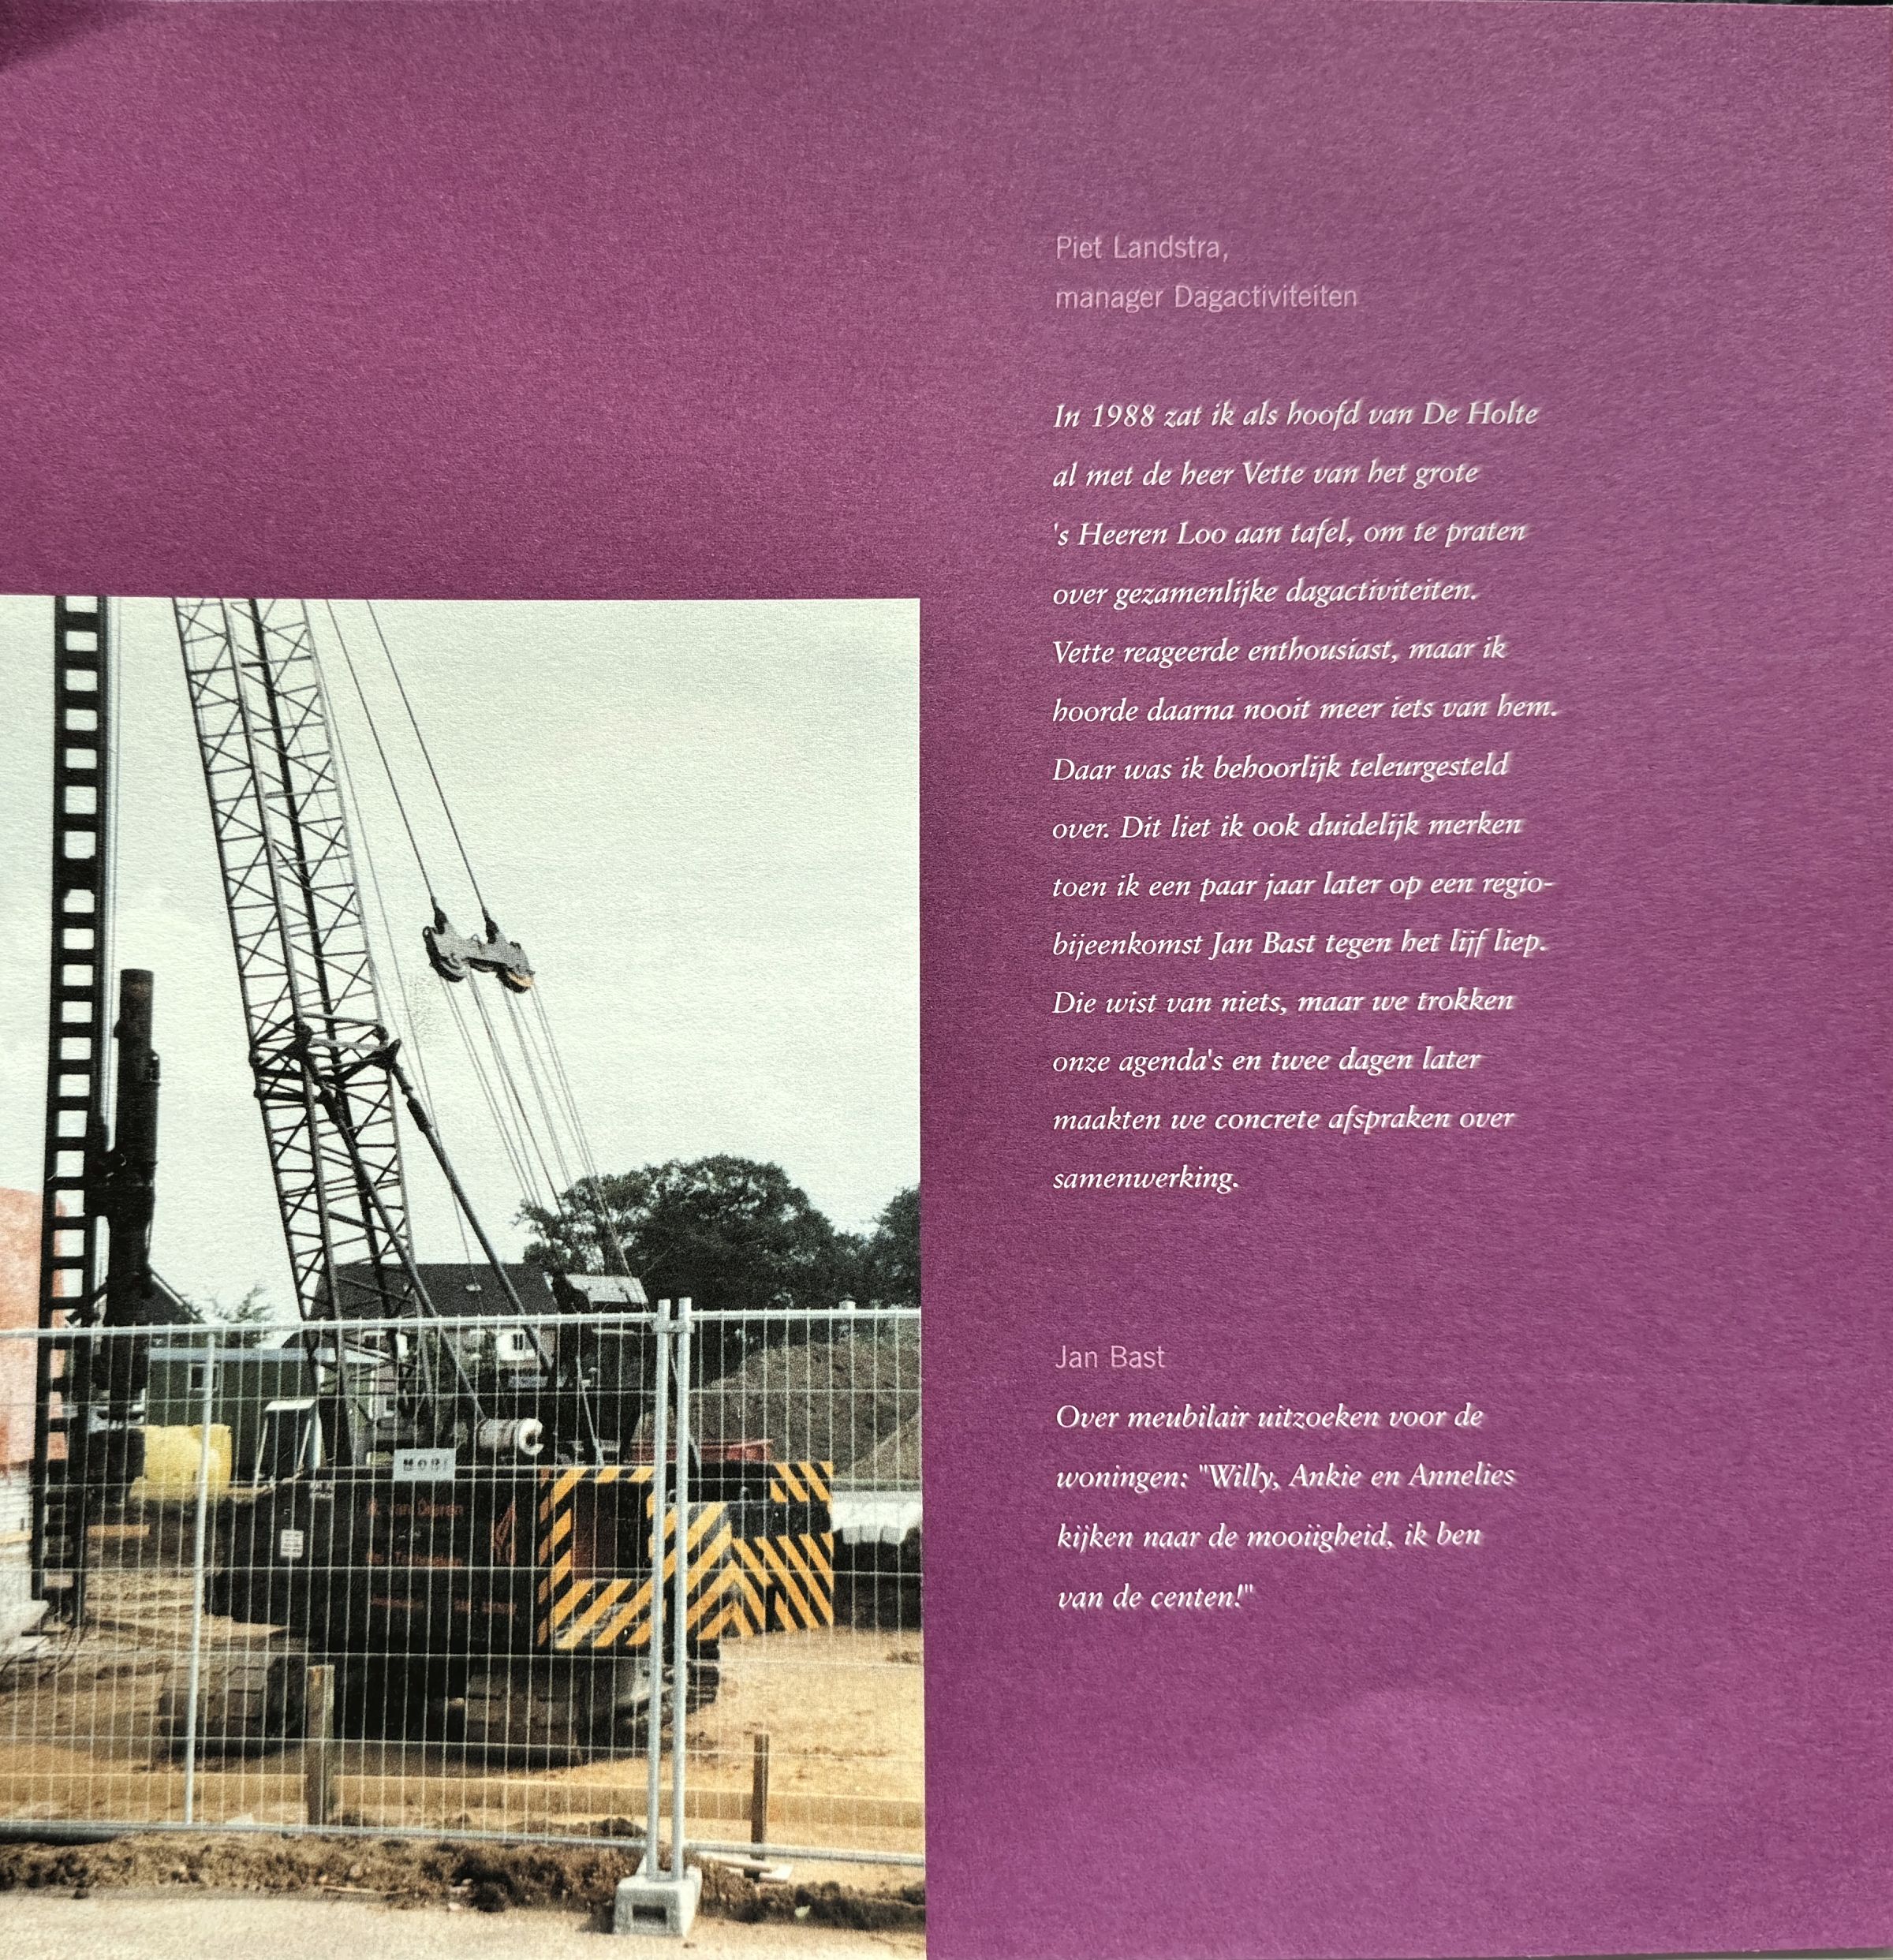 Piet Landstra,
manager Dagactiviteiten
In 1988 zat ik als hoofd van De Holte
al met de heer Vette van het grote
's Heeren Loo aan tafel, om te praten
over gezamenlijke dagactiviteiten.
Vette reageerde enthousiast, maar ik
hoorde daarna nooit meer iets van hem.
Daar was ik behoorlijk teleurgesteld
over. Dit liet ik ook duidelijk merken
toen ik een paar jaar later op een regio-
bijeenkomst Jan Bast tegen het lijf liep.
Die wist van niets, maar we trokken
onze agenda's en twee dagen later
maakten we concrete afspraken over
samenwerking.
Jan Bast
Over meubilair uitzoeken voor de
woningen: "Willy, Ankie en Annelies
kijken naar de mooiigheid, ik ben
van de centen!"